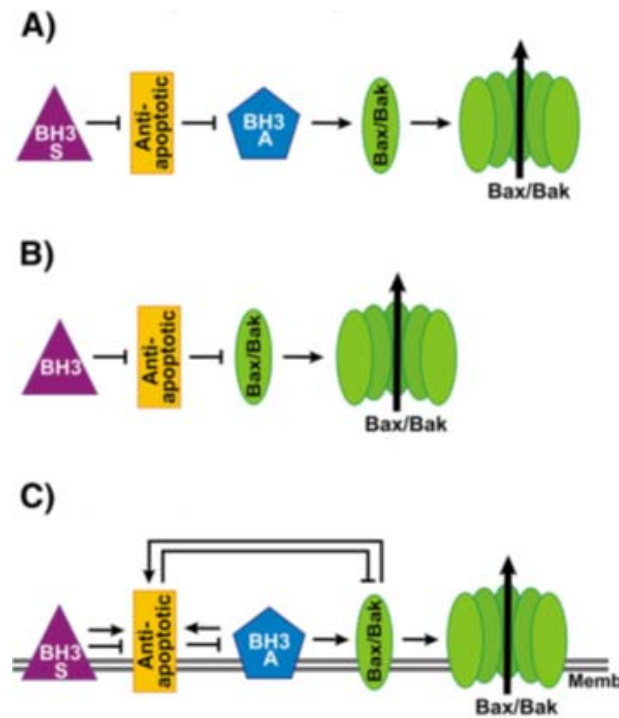 A)
BH3
S
Anti-
apoptotic
BH3
A
Bax/Bak
Bax/Bak
B)
BH3
Anti-
apoptotic
Bax/Bak
Bax/Bak
C)
BH3
S
Anti-
apoptotic
BH3
A
Bax/Bak
Memb
Bax/Bak